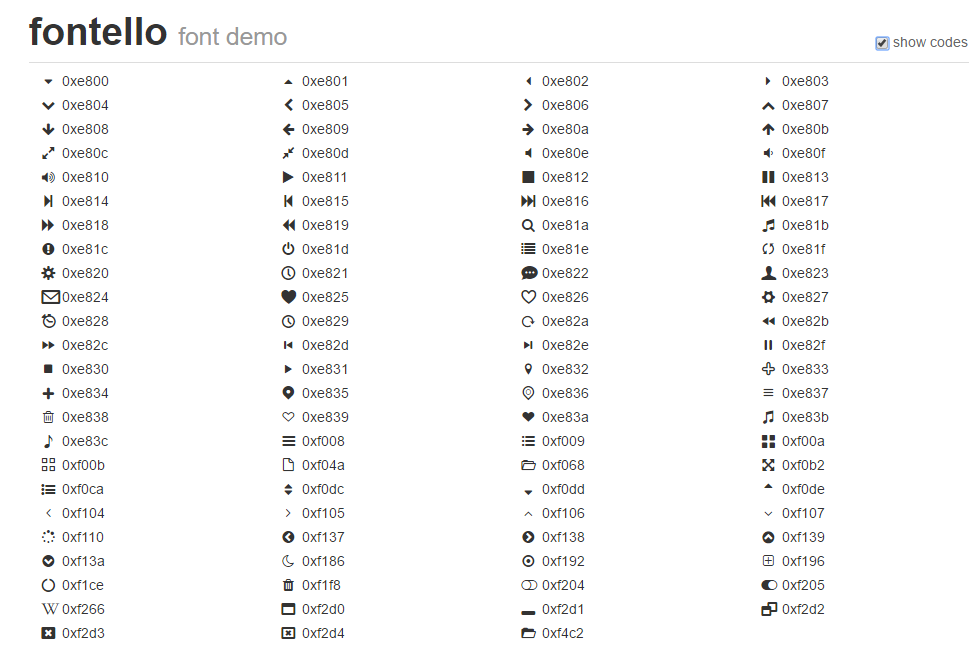 fontello font demo
show codes
0xe800 0xe801 0xe802 0xe803
0xe804 0xe805 0xe806 0xe807
0xe808 0xe809 0xe80a 0xe80b
0xe80c 0xe80d 0xe80e 0xe80f
0xe810 0xe811 0xe812 0xe813
0xe814 0xe815 0xe816 0xe817
0xe818 0xe819 0xe81a 0xe81b
0xe81c 0xe81d 0xe81e 0xe81f
0xe820 0xe821 0xe822 0xe823
0xe824 0xe825 0xe826 0xe827
0xe828 0xe829 0xe82a 0xe82b
0xe82c 0xe82d 0xe82e 0xe82f
0xe830 0xe831 0xe832 0xe833
0xe834 0xe835 0xe836 0xe837
0xe838 0xe839 0xe83a 0xe83b
0xe83c 0xf008 0xf009 0xf00a
0xf00b 0xf04a 0xf068 0xf0b2
0xf0ca 0xf0dc 0xf0dd 0xf0de
0xf104 0xf105 0xf106 0xf107
0xf110 0xf137 0xf138 0xf139
0xf13a 0xf186 0xf192 0xf196
0xf1ce 0xf1f8 0xf204 0xf205
W 0xf266 0xf2d0 0xf2d1 0xf2d2
0xf2d3 0xf2d4 0xf4c2